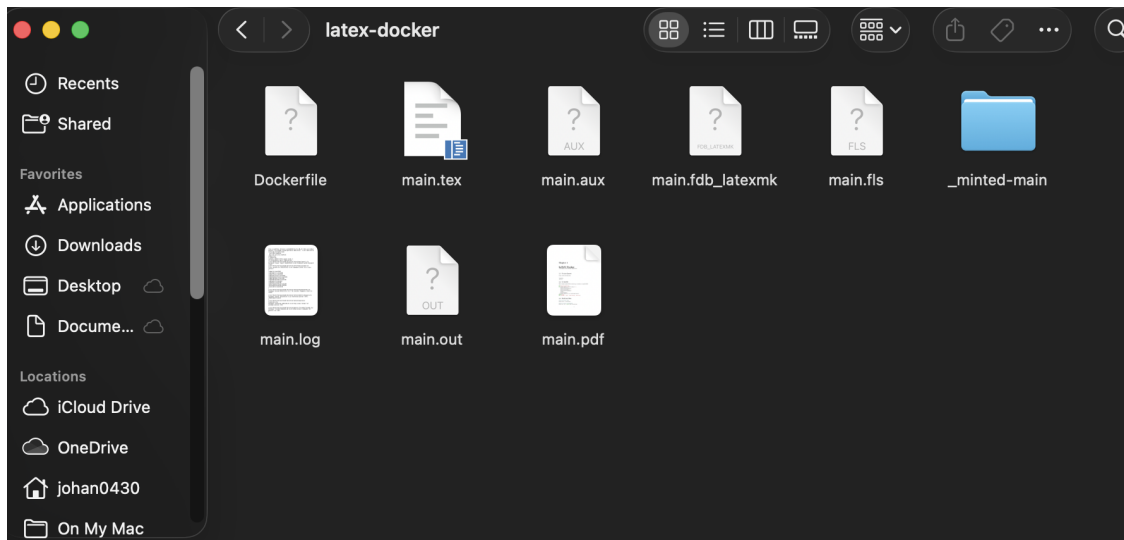 latex-docker
Recents
Shared
Favorites
Applications
Downloads
Desktop
Docume...
Locations
iCloud Drive
OneDrive
johan0430
On My Mac
?
? AUX
? FDB_LATEXMK
? FLS
Dockerfile
main.tex
main.aux
main.fdb_latexmk
main.fls
_minted-main
? OUT
main.log
main.out
main.pdf